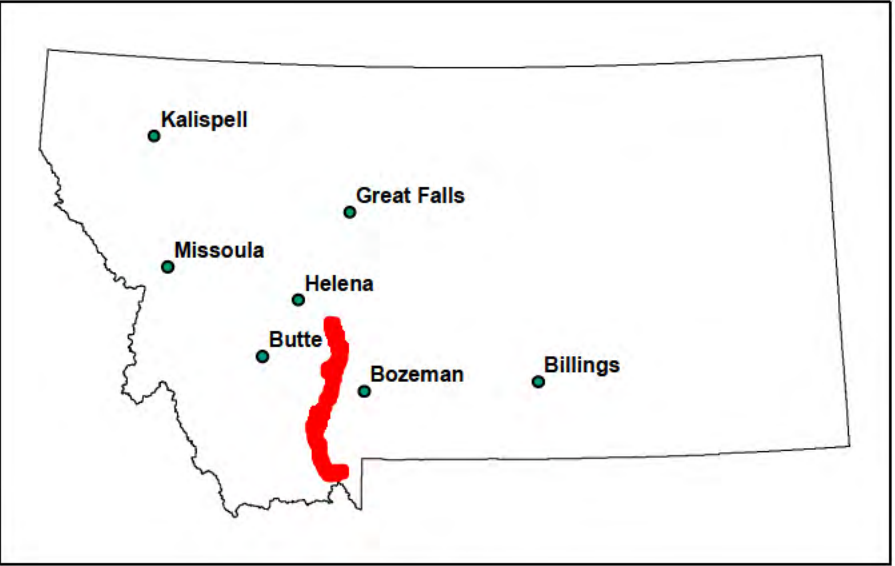 Kalispell
Great Falls
Missoula
Helena
Butte
Bozeman
Billings